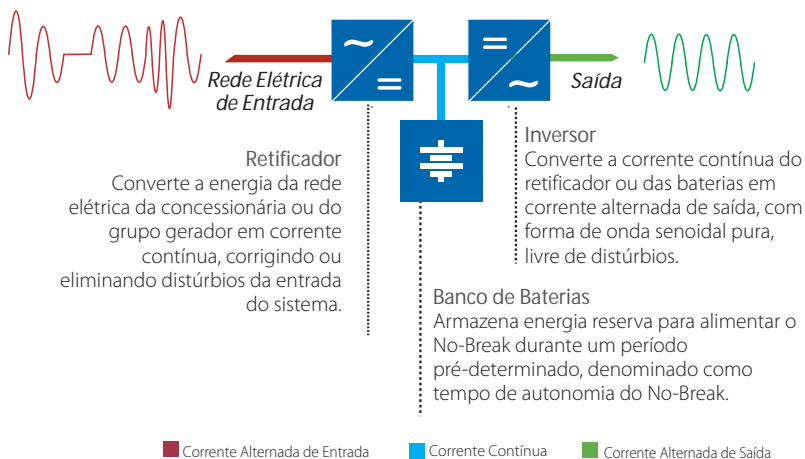 Rede Elétrica
de Entrada
Saída
Retificador
Converte a energia da rede
elétrica da concessionária ou do
grupo gerador em corrente
contínua, corrigindo ou
eliminando distúrbios da entrada
do sistema.
Inversor
Converte a corrente contínua do
retificador ou das baterias em
corrente alternada de saída, com
forma de onda senoidal pura,
livre de distúrbios.
Banco de Baterias
Armazena energia reserva para alimentar o
No-Break durante um período
pré-determinado, denominado como
tempo de autonomia do No-Break.
Corrente Alternada de Entrada
Corrente Contínua
Corrente Alternada de Saída